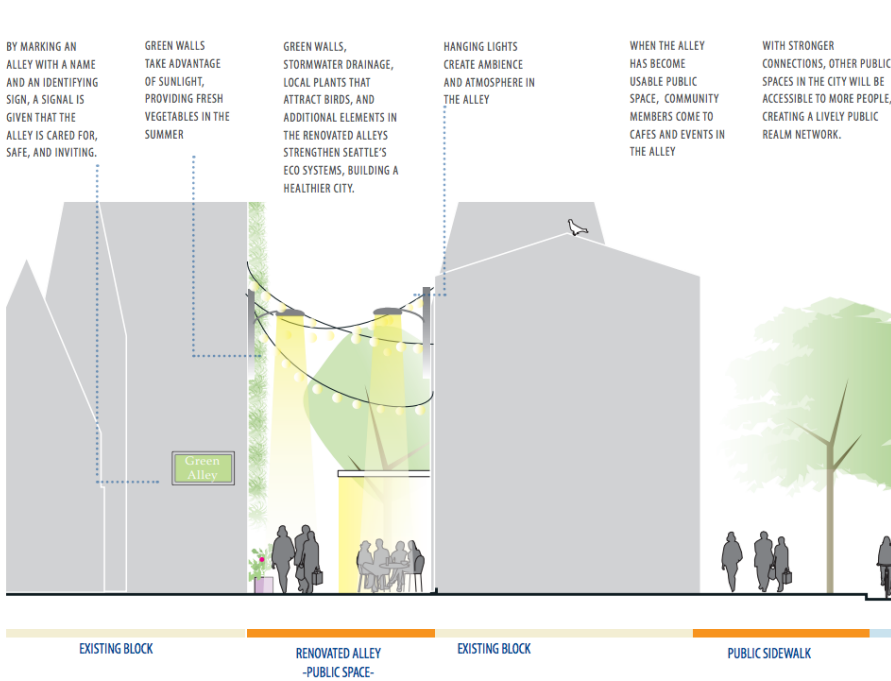 BY MARKING AN
ALLEY WITH A NAME
AND AN IDENTIFYING
SIGN, A SIGNAL IS
GIVEN THAT THE
ALLEY IS CARED FOR,
SAFE, AND INVITING.
GREEN WALLS
TAKE ADVANTAGE
OF SUNLIGHT,
PROVIDING FRESH
VEGETABLES IN THE
SUMMER
GREEN WALLS,
STORMWATER DRAINAGE,
LOCAL PLANTS THAT
ATTRACT BIRDS, AND
ADDITIONAL ELEMENTS IN
THE RENOVATED ALLEYS
STRENGTHEN SEATTLE'S
ECO SYSTEMS, BUILDING A
HEALTHIER CITY.
HANGING LIGHTS
CREATE AMBIENCE
AND ATMOSPHERE IN
THE ALLEY
WHEN THE ALLEY
HAS BECOME
USABLE PUBLIC
SPACE, COMMUNITY
MEMBERS COME TO
CAFES AND EVENTS IN
THE ALLEY
WITH STRONGER
CONNECTIONS, OTHER PUBLIC
SPACES IN THE CITY WILL BE
ACCESSIBLE TO MORE PEOPLE,
CREATING A LIVELY PUBLIC
REALM NETWORK.
Green
Alley
EXISTING BLOCK
RENOVATED ALLEY
-PUBLIC SPACE-
EXISTING BLOCK
PUBLIC SIDEWALK